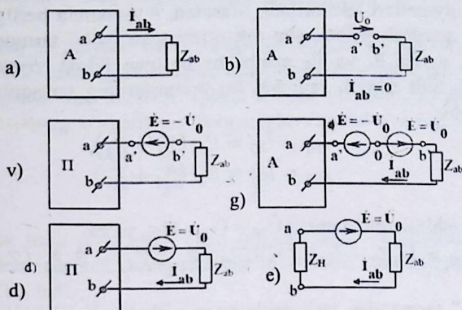 a) A a b İab Zab
b) A a b U₀ a' b' Zab İab = 0
v) П a b a' b' Ė = −U̇₀ Zab
g) A a b a' 0 b Ė = −U̇₀ Ė = U̇₀ İab Zab
d) d) П a b Ė = U̇₀ İab Zab
e) a b ZH Ė = U̇₀ İab Zab